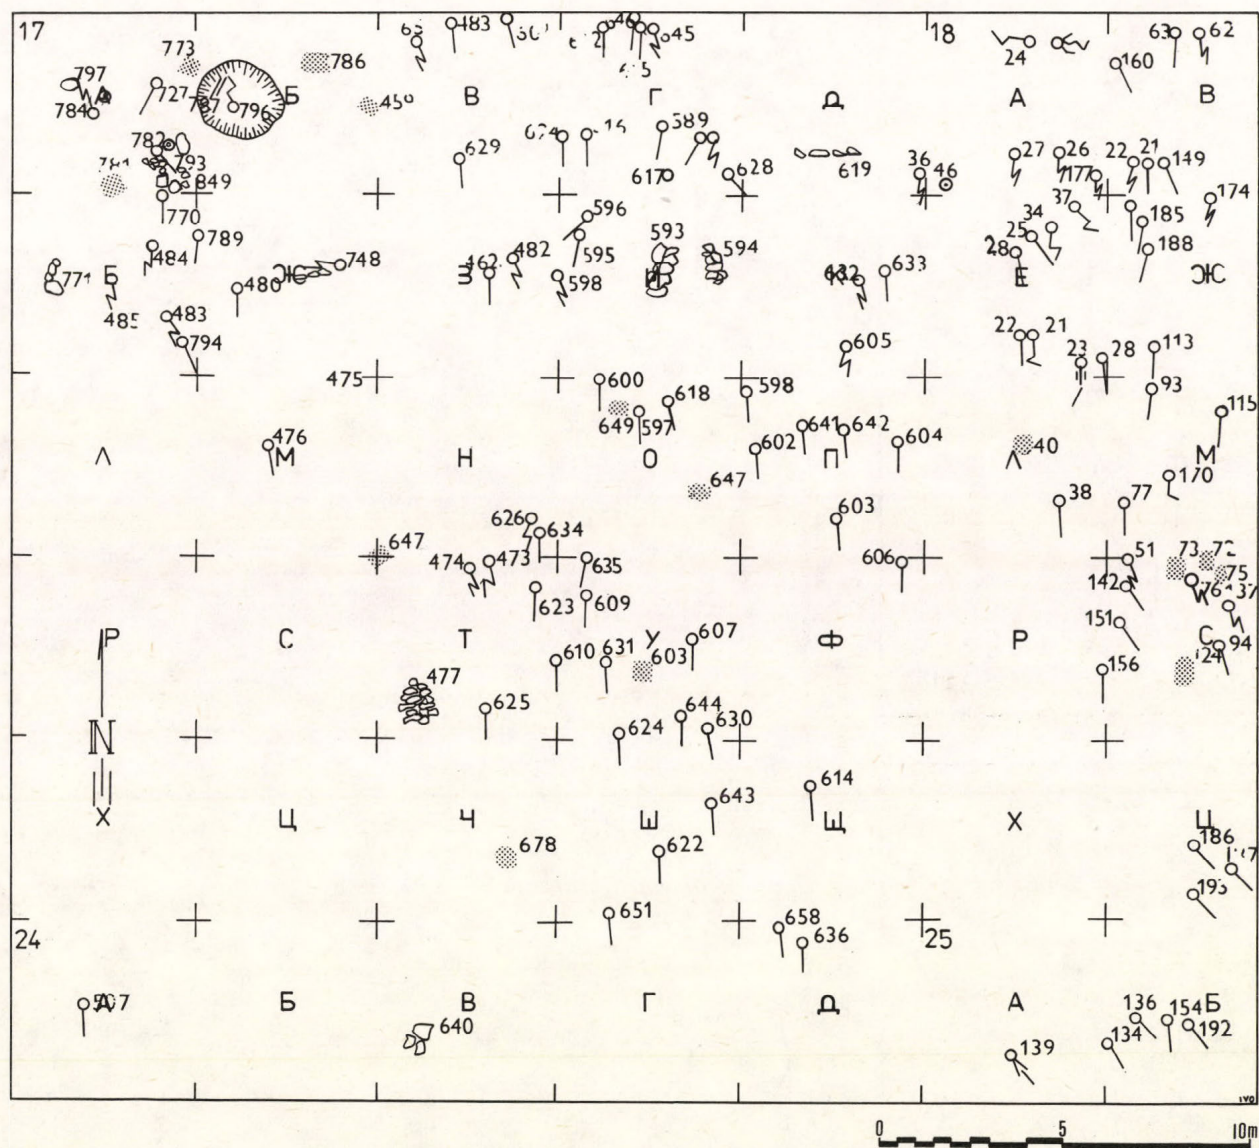 17 773 786 483 45 18 24 63 62
797 А 784 727 787 796 Б 450 В Г Д А 160 В
782 793 849 629 589 617 628 619 36 46 27 26 177 22 21 149
770 789 596 593 594 37 174
484 748 482 595 598 633 34 25 28 185 188
771 Б 485 480 Ж З И К 632 Е Ж
483 794 605 22 21 23 28 113
475 600 649 597 618 598 93 115
476 602 641 642 604 40
Л М Н О П Л М
647 603 38 77 170
647 626 634 606 51 73 72 75
474 473 635 142 76 37
623 609 151
Р С Т У Ф Р С
610 631 603 607 156 124 94
477 625 644 630
N 624
643 614
Х Ц Ч Ш Щ Х Ц
678 622 186
193
24 651 658 636 25
А Б В Г Д А Б
640 136 154 192
134
139
0 5 10m